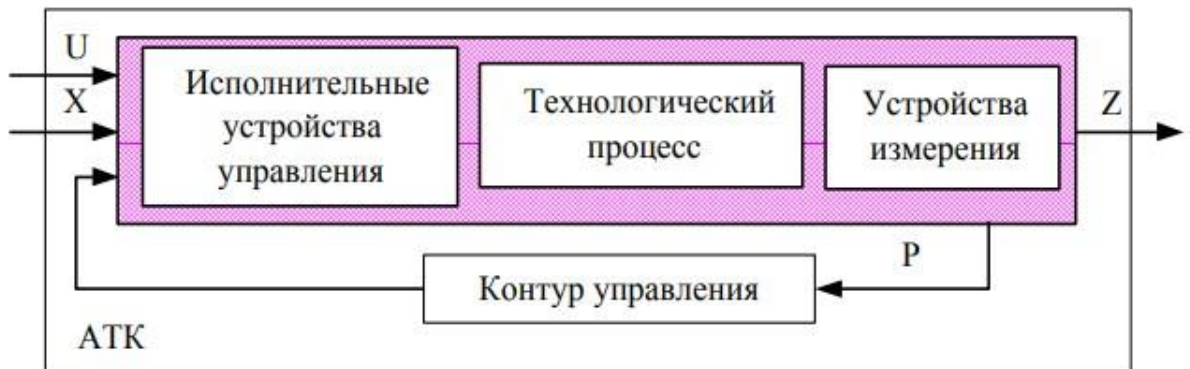 U
X
Исполнительные
устройства
управления
Технологический
процесс
Устройства
измерения
Z
P
Контур управления
АТК